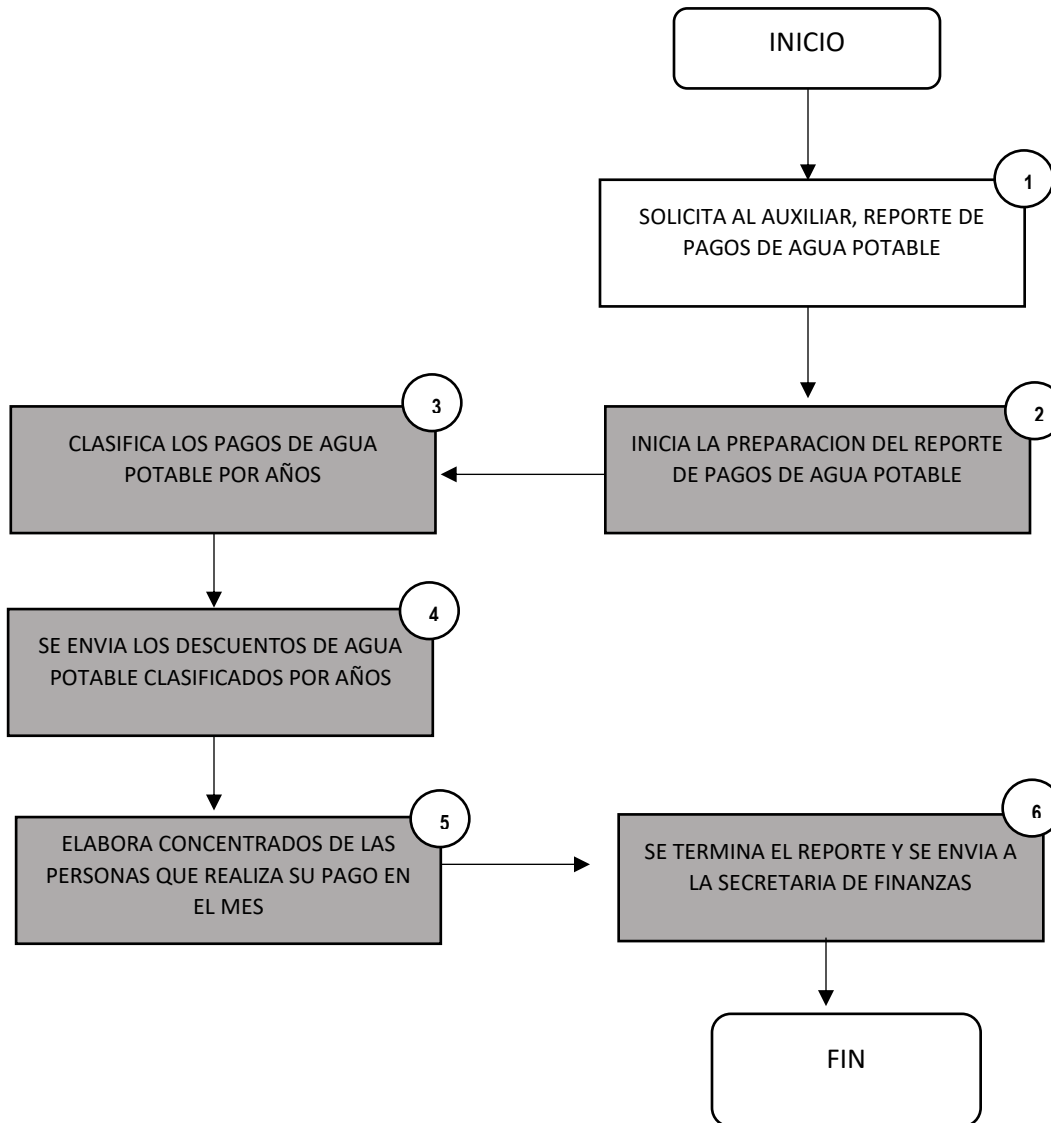 INICIO
1
SOLICITA AL AUXILIAR, REPORTE DE
PAGOS DE AGUA POTABLE
2
INICIA LA PREPARACION DEL REPORTE
DE PAGOS DE AGUA POTABLE
3
CLASIFICA LOS PAGOS DE AGUA
POTABLE POR AÑOS
4
SE ENVIA LOS DESCUENTOS DE AGUA
POTABLE CLASIFICADOS POR AÑOS
5
ELABORA CONCENTRADOS DE LAS
PERSONAS QUE REALIZA SU PAGO EN
EL MES
6
SE TERMINA EL REPORTE Y SE ENVIA A
LA SECRETARIA DE FINANZAS
FIN